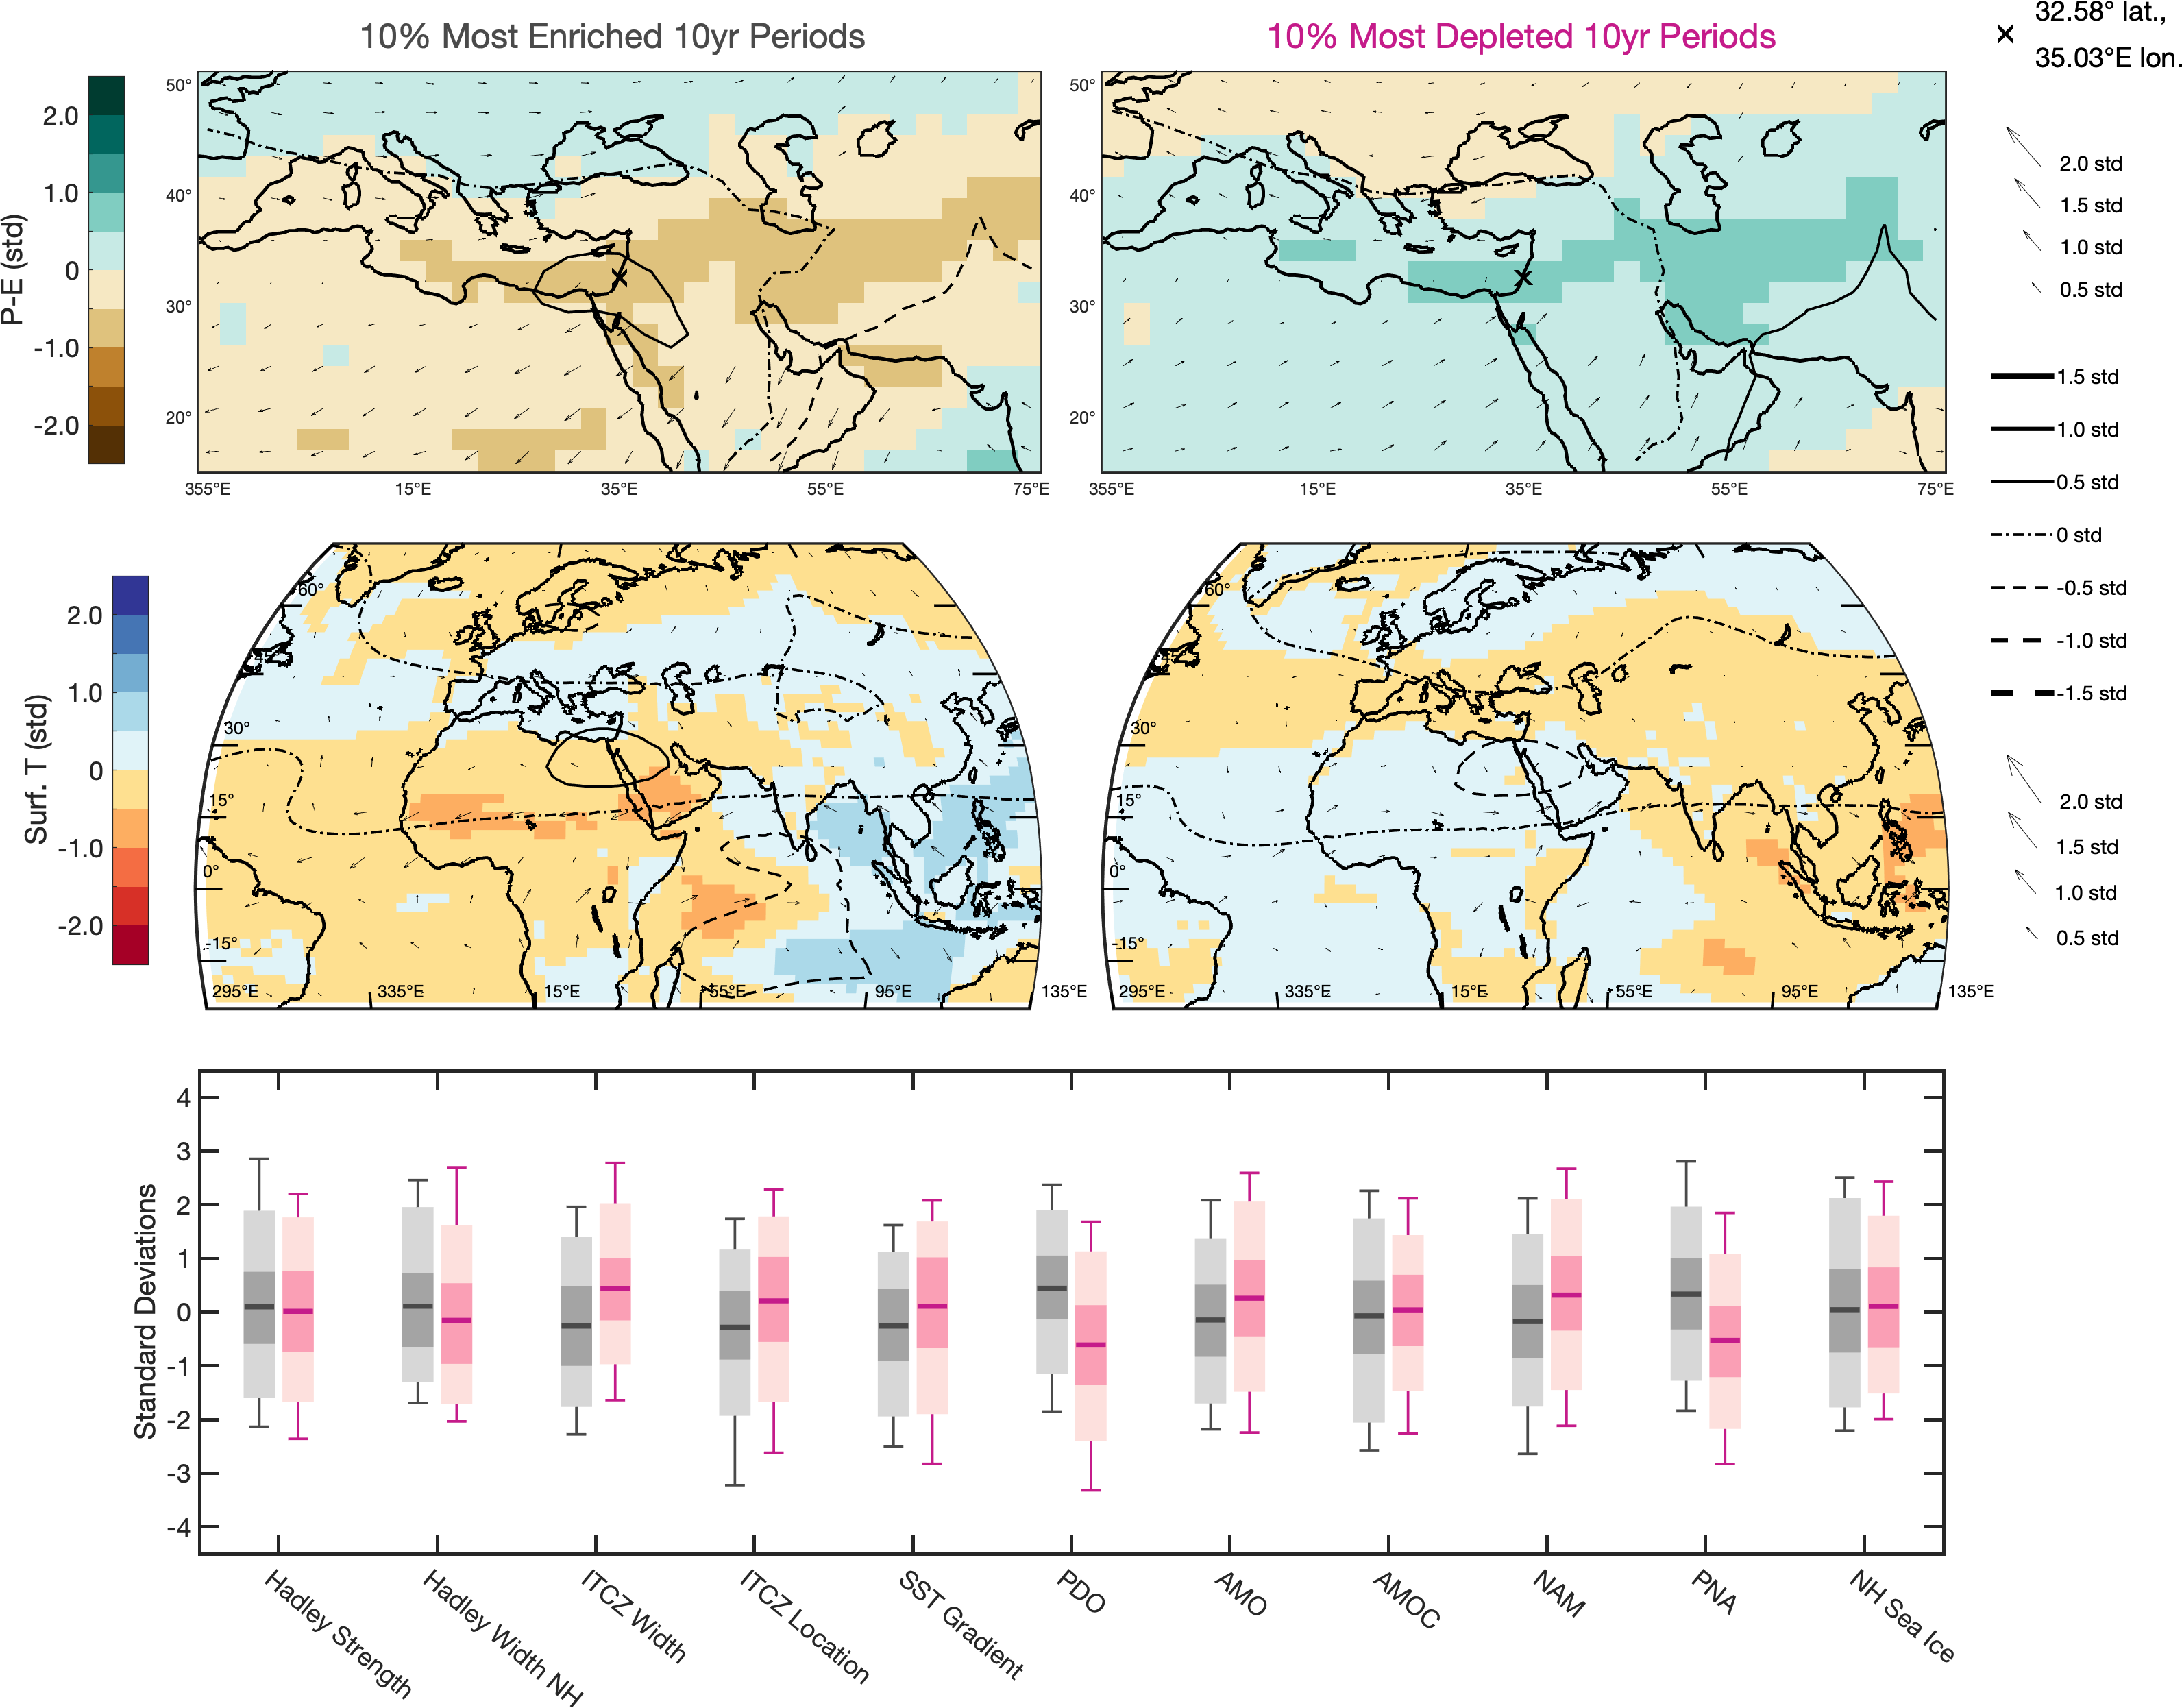 10% Most Enriched 10yr Periods
10% Most Depleted 10yr Periods
32.58° lat.,
35.03°E lon.
P-E (std)
2.0
1.0
0
-1.0
-2.0
50°
40°
30°
20°
355°E
15°E
35°E
55°E
75°E
50°
40°
30°
20°
355°E
15°E
35°E
55°E
75°E
2.0 std
1.5 std
1.0 std
0.5 std
1.5 std
1.0 std
0.5 std
0 std
-0.5 std
-1.0 std
-1.5 std
2.0 std
1.5 std
1.0 std
0.5 std
Surf. T (std)
2.0
1.0
0
-1.0
-2.0
60°
45°
30°
15°
0°
-15°
295°E
335°E
15°E
55°E
95°E
135°E
60°
45°
30°
15°
0°
-15°
295°E
335°E
15°E
55°E
95°E
135°E
Standard Deviations
4
3
2
1
0
-1
-2
-3
-4
Hadley Strength
Hadley Width NH
ITCZ Width
ITCZ Location
SST Gradient
PDO
AMO
AMOC
NAM
PNA
NH Sea Ice